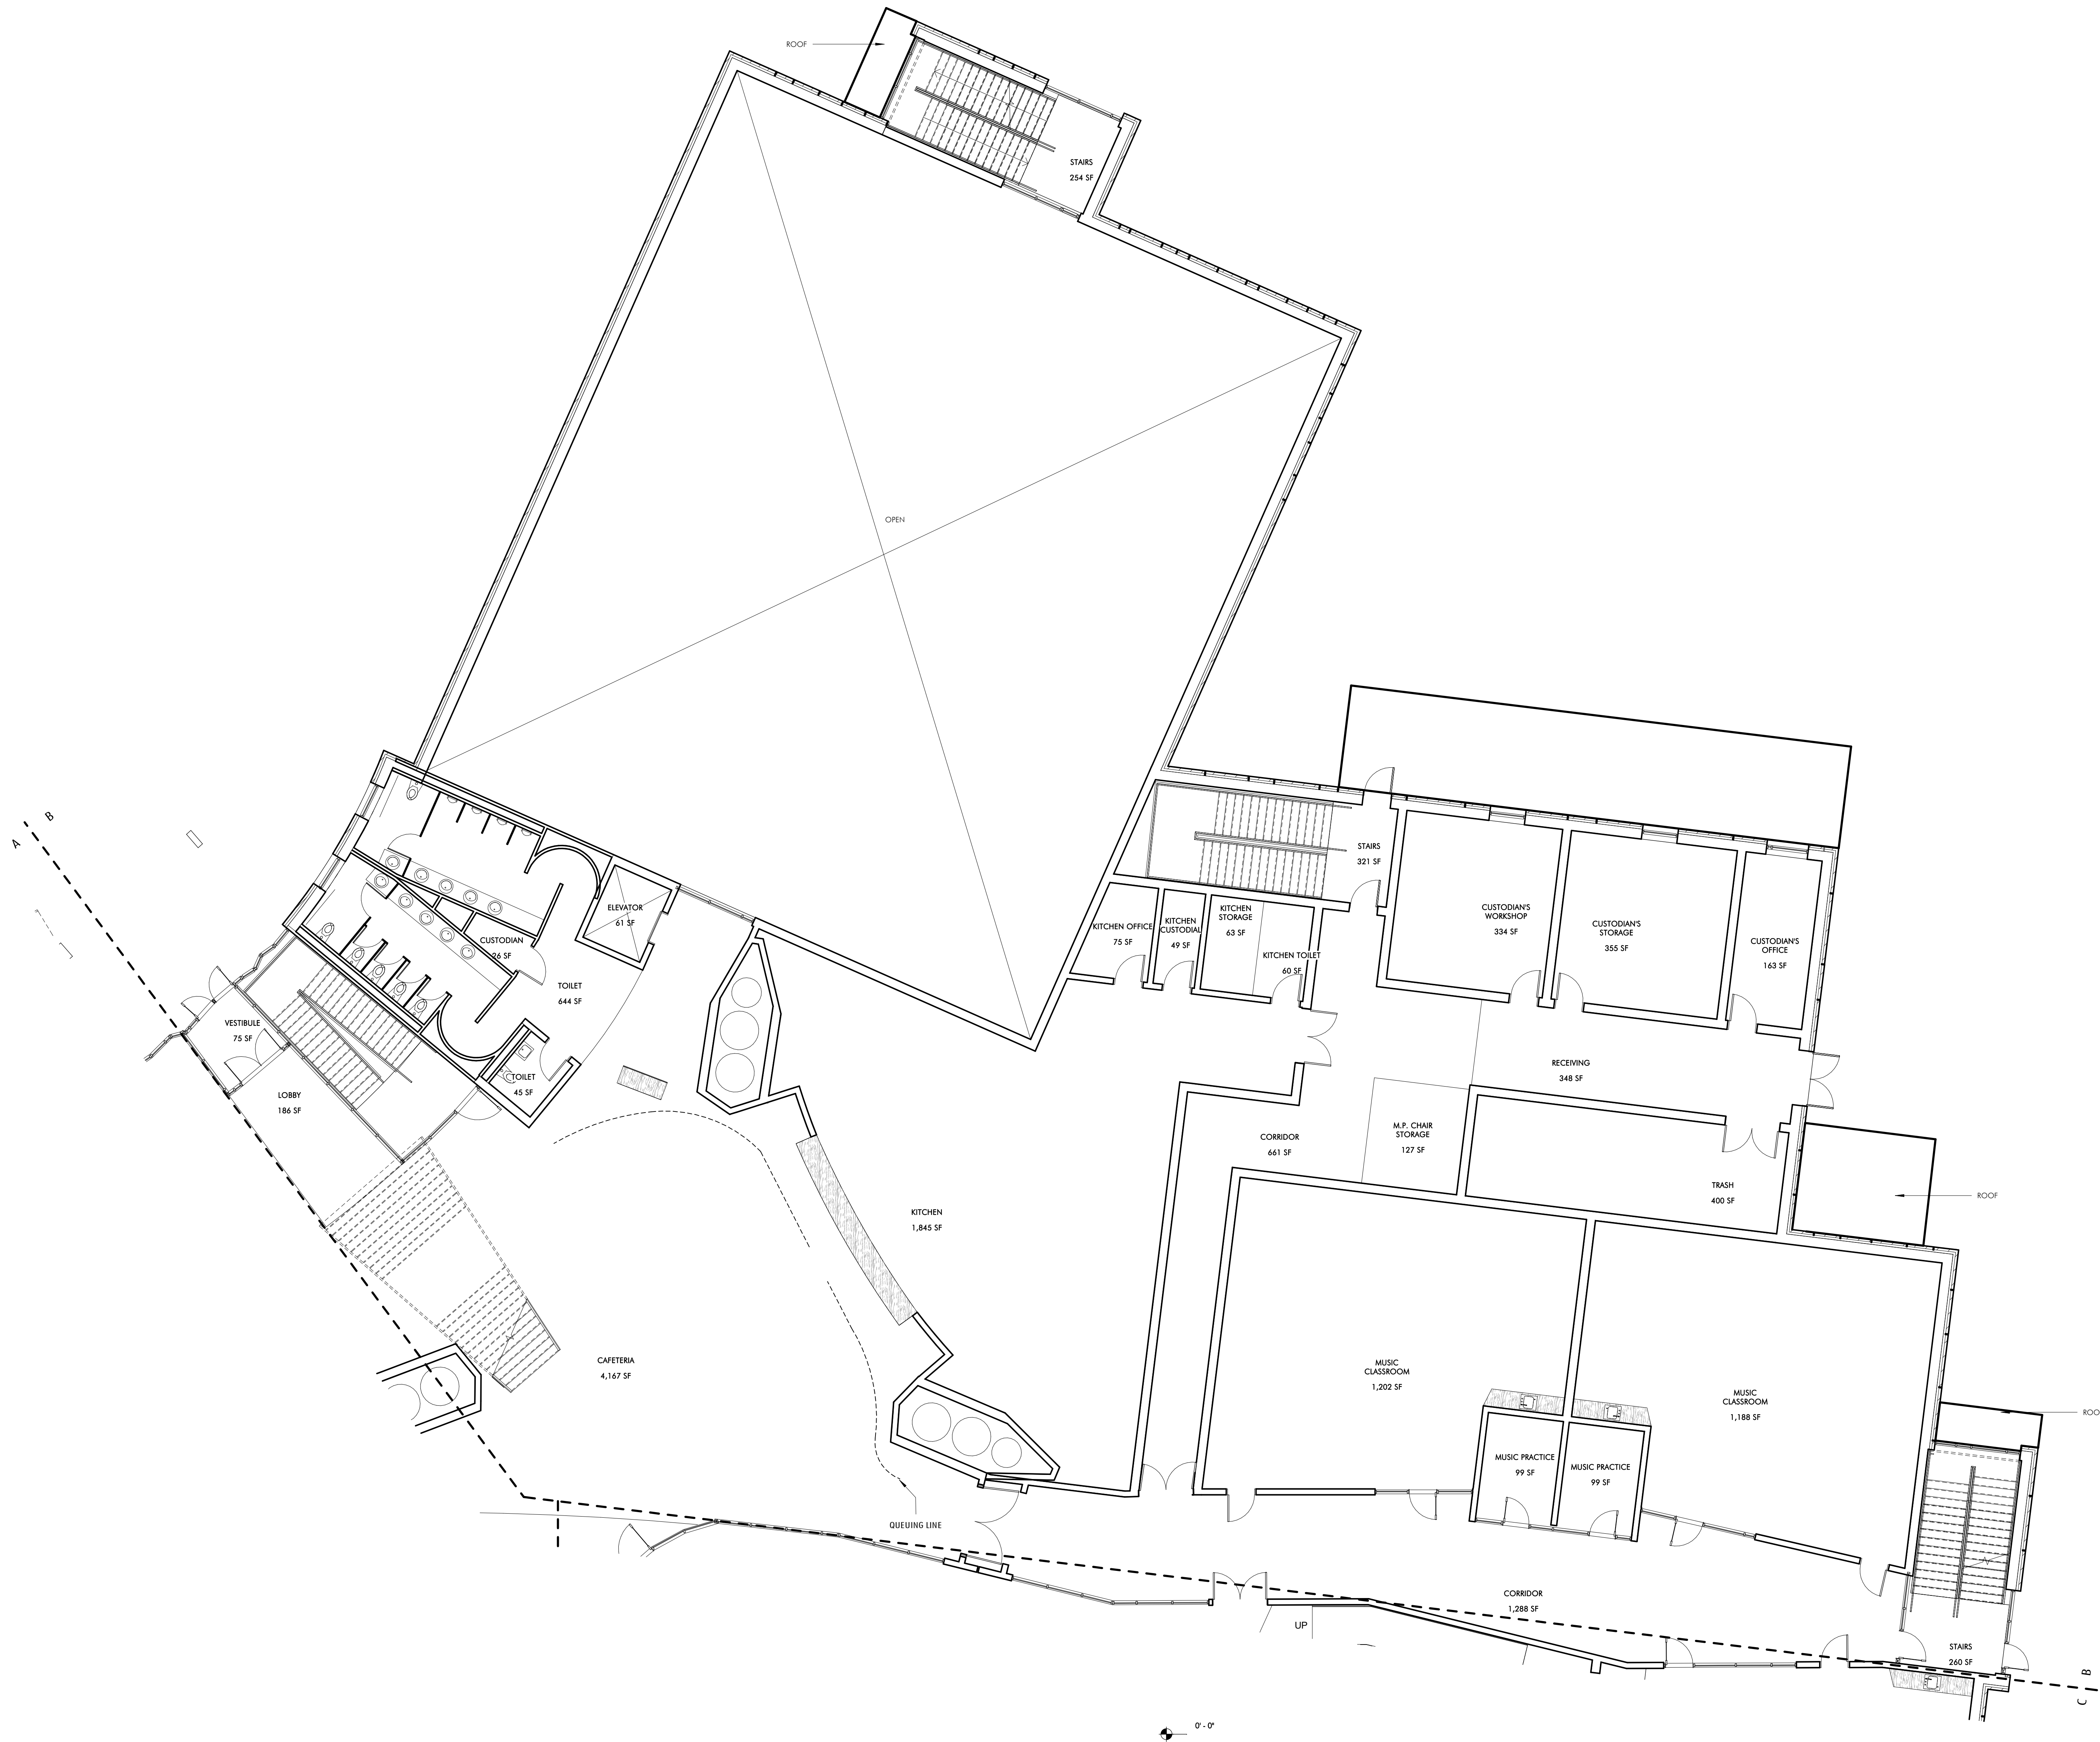 ROOF
STAIRS
254 SF
OPEN
B
A
STAIRS
321 SF
ELEVATOR
61 SF
CUSTODIAN
26 SF
TOILET
644 SF
KITCHEN OFFICE
75 SF
KITCHEN
CUSTODIAL
49 SF
KITCHEN
STORAGE
63 SF
KITCHEN TOILET
60 SF
CUSTODIAN'S
WORKSHOP
334 SF
CUSTODIAN'S
STORAGE
355 SF
CUSTODIAN'S
OFFICE
163 SF
VESTIBULE
75 SF
LOBBY
186 SF
TOILET
45 SF
RECEIVING
348 SF
CORRIDOR
661 SF
M.P. CHAIR
STORAGE
127 SF
TRASH
400 SF
ROOF
KITCHEN
1,845 SF
CAFETERIA
4,167 SF
MUSIC
CLASSROOM
1,202 SF
MUSIC
CLASSROOM
1,188 SF
ROO
MUSIC PRACTICE
99 SF
MUSIC PRACTICE
99 SF
QUEUING LINE
CORRIDOR
1,288 SF
UP
STAIRS
260 SF
B
C
0' - 0"